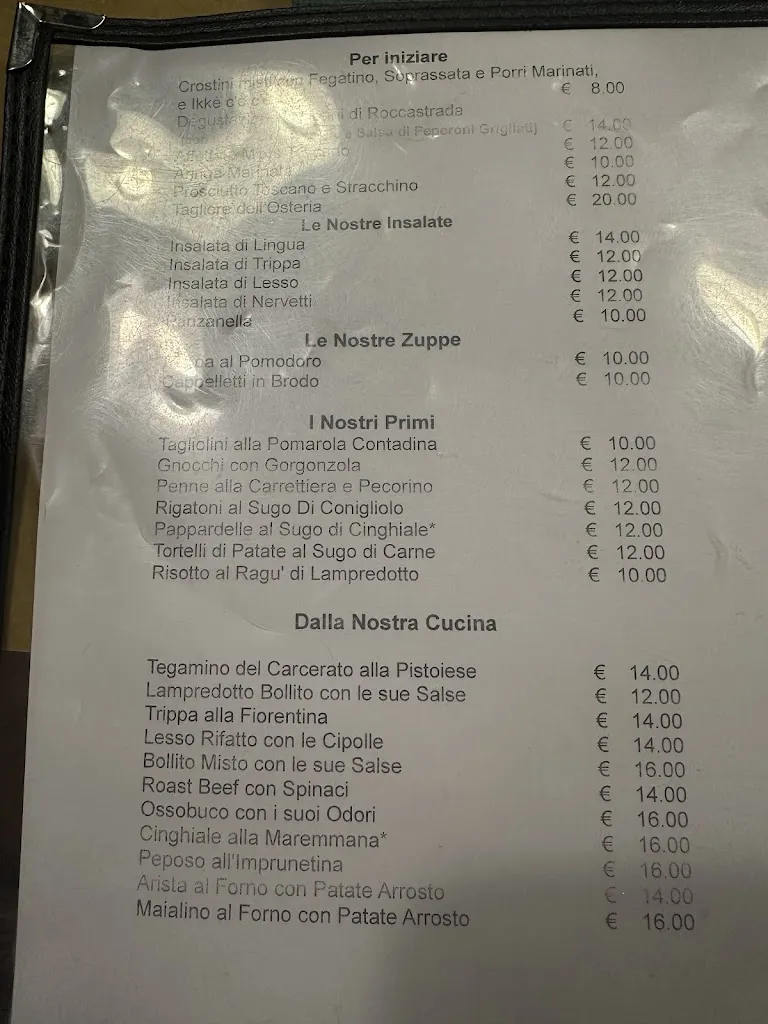 Per iniziare
Crostini misti con Fegatino, Soprassata e Porri Marinati,
e Ikkè c'è c'è € 8.00
di Roccastrada
e Salsa di Peperoni Grigliati) € 14.00
€ 12.00
€ 10.00
Prosciutto Toscano e Stracchino € 12.00
Tagliere dell'Osteria € 20.00
Le Nostre Insalate
Insalata di Lingua € 14.00
Insalata di Trippa € 12.00
Insalata di Lesso € 12.00
Insalata di Nervetti € 12.00
Panzanella € 10.00
Le Nostre Zuppe
al Pomodoro € 10.00
Cappelletti in Brodo € 10.00
I Nostri Primi
Tagliolini alla Pomarola Contadina € 10.00
Gnocchi con Gorgonzola € 12.00
Penne alla Carrettiera e Pecorino € 12.00
Rigatoni al Sugo Di Conigliolo € 12.00
Pappardelle al Sugo di Cinghiale* € 12.00
Tortelli di Patate al Sugo di Carne € 12.00
Risotto al Ragu' di Lampredotto € 10.00
Dalla Nostra Cucina
Tegamino del Carcerato alla Pistoiese € 14.00
Lampredotto Bollito con le sue Salse € 12.00
Trippa alla Fiorentina € 14.00
Lesso Rifatto con le Cipolle € 14.00
Bollito Misto con le sue Salse € 16.00
Roast Beef con Spinaci € 14.00
Ossobuco con i suoi Odori € 16.00
Cinghiale alla Maremmana* € 16.00
Peposo all'Imprunetina € 16.00
Arista al Forno con Patate Arrosto € 14.00
Maialino al Forno con Patate Arrosto € 16.00